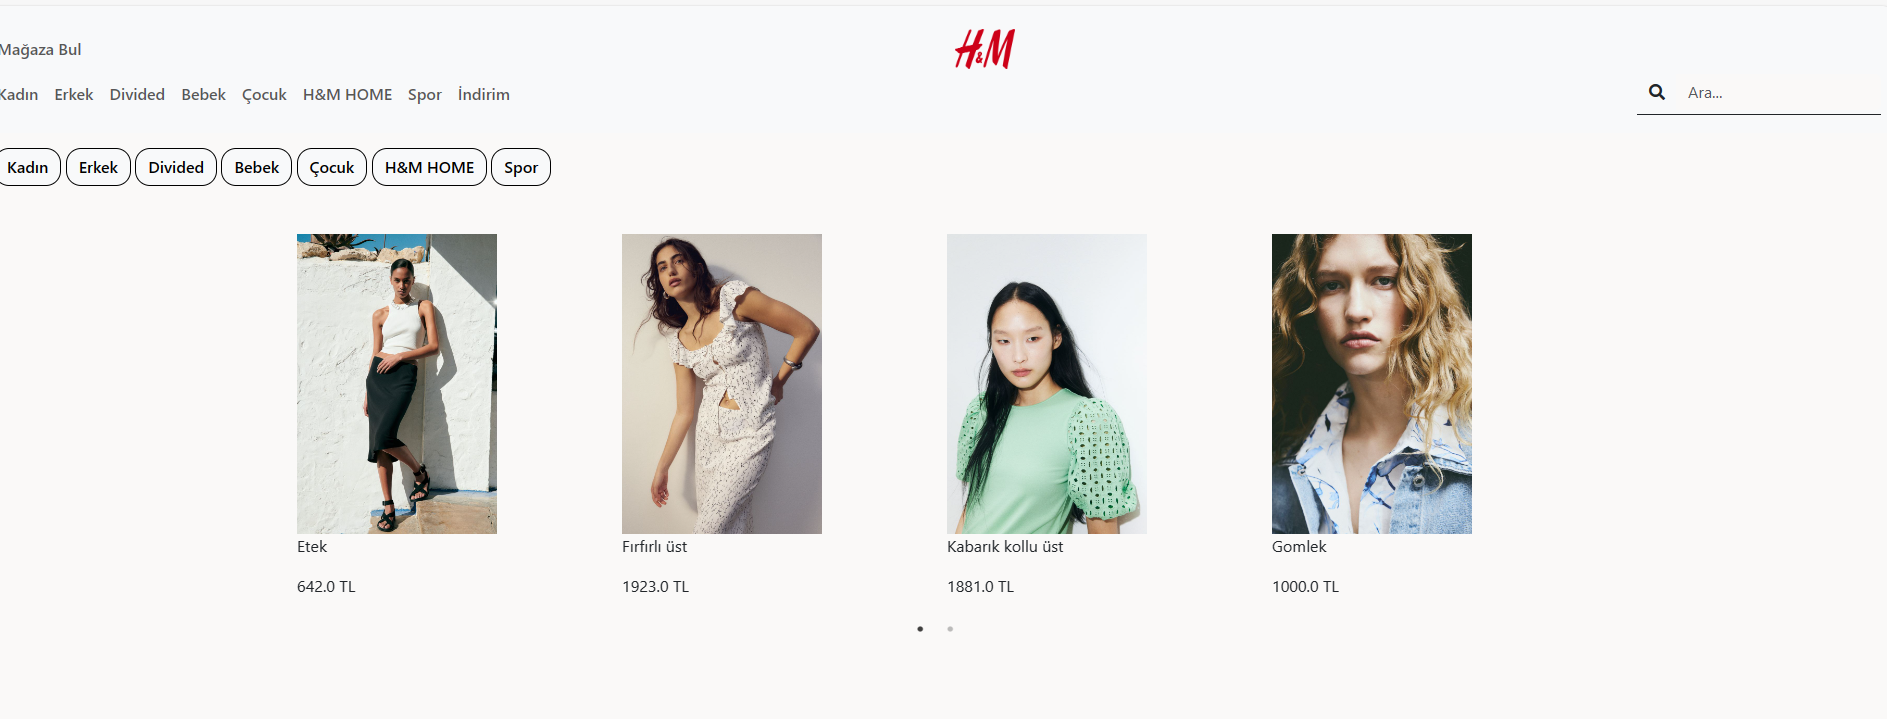 Mağaza Bul
H&M
Kadın Erkek Divided Bebek Çocuk H&M HOME Spor İndirim
Ara...
Kadın Erkek Divided Bebek Çocuk H&M HOME Spor
Etek
642.0 TL
Fırfırlı üst
1923.0 TL
Kabarık kollu üst
1881.0 TL
Gomlek
1000.0 TL